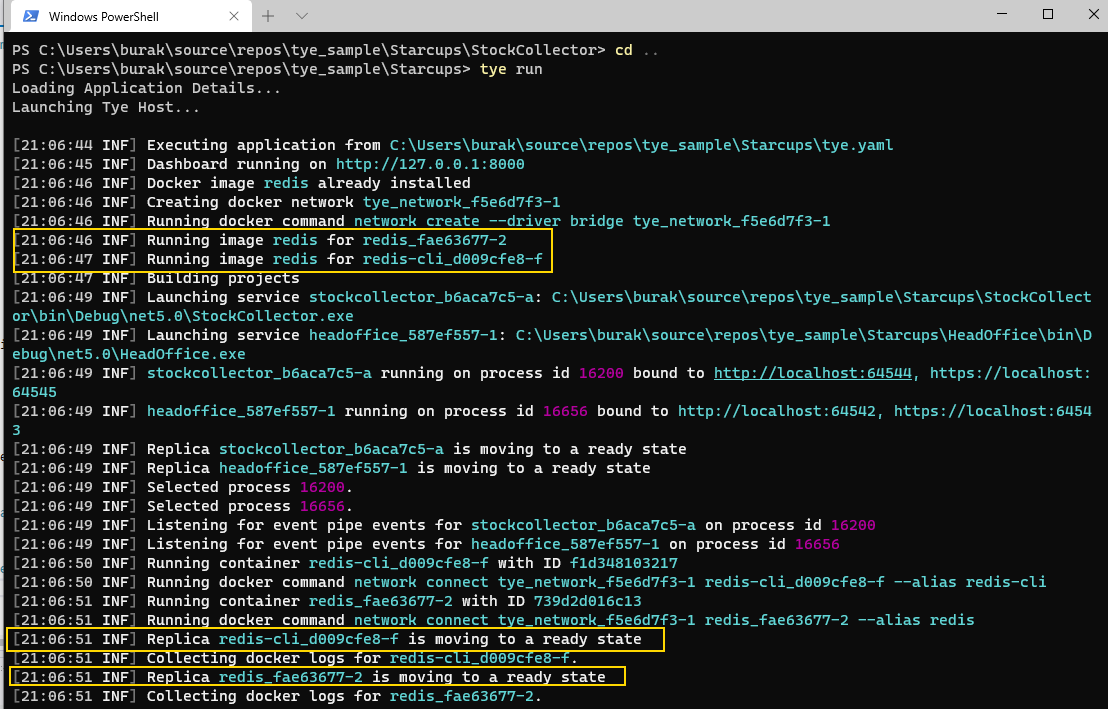 Windows PowerShell
PS C:\Users\burak\source\repos\tye_sample\Starcups\StockCollector> cd ..
PS C:\Users\burak\source\repos\tye_sample\Starcups> tye run
Loading Application Details...
Launching Tye Host...
[21:06:44 INF] Executing application from C:\Users\burak\source\repos\tye_sample\Starcups\tye.yaml
[21:06:45 INF] Dashboard running on http://127.0.0.1:8000
[21:06:46 INF] Docker image redis already installed
[21:06:46 INF] Creating docker network tye_network_f5e6d7f3-1
[21:06:46 INF] Running docker command network create --driver bridge tye_network_f5e6d7f3-1
[21:06:46 INF] Running image redis for redis_fae63677-2
[21:06:47 INF] Running image redis for redis-cli_d009cfe8-f
[21:06:47 INF] Building projects
[21:06:49 INF] Launching service stockcollector_b6aca7c5-a: C:\Users\burak\source\repos\tye_sample\Starcups\StockCollect
or\bin\Debug\net5.0\StockCollector.exe
[21:06:49 INF] Launching service headoffice_587ef557-1: C:\Users\burak\source\repos\tye_sample\Starcups\HeadOffice\bin\D
ebug\net5.0\HeadOffice.exe
[21:06:49 INF] stockcollector_b6aca7c5-a running on process id 16200 bound to http://localhost:64544, https://localhost:
64545
[21:06:49 INF] headoffice_587ef557-1 running on process id 16656 bound to http://localhost:64542, https://localhost:6454
3
[21:06:49 INF] Replica stockcollector_b6aca7c5-a is moving to a ready state
[21:06:49 INF] Replica headoffice_587ef557-1 is moving to a ready state
[21:06:49 INF] Selected process 16200.
[21:06:49 INF] Selected process 16656.
[21:06:49 INF] Listening for event pipe events for stockcollector_b6aca7c5-a on process id 16200
[21:06:49 INF] Listening for event pipe events for headoffice_587ef557-1 on process id 16656
[21:06:50 INF] Running container redis-cli_d009cfe8-f with ID f1d348103217
[21:06:50 INF] Running docker command network connect tye_network_f5e6d7f3-1 redis-cli_d009cfe8-f --alias redis-cli
[21:06:51 INF] Running container redis_fae63677-2 with ID 739d2d016c13
[21:06:51 INF] Running docker command network connect tye_network_f5e6d7f3-1 redis_fae63677-2 --alias redis
[21:06:51 INF] Replica redis-cli_d009cfe8-f is moving to a ready state
[21:06:51 INF] Collecting docker logs for redis-cli_d009cfe8-f.
[21:06:51 INF] Replica redis_fae63677-2 is moving to a ready state
[21:06:51 INF] Collecting docker logs for redis_fae63677-2.